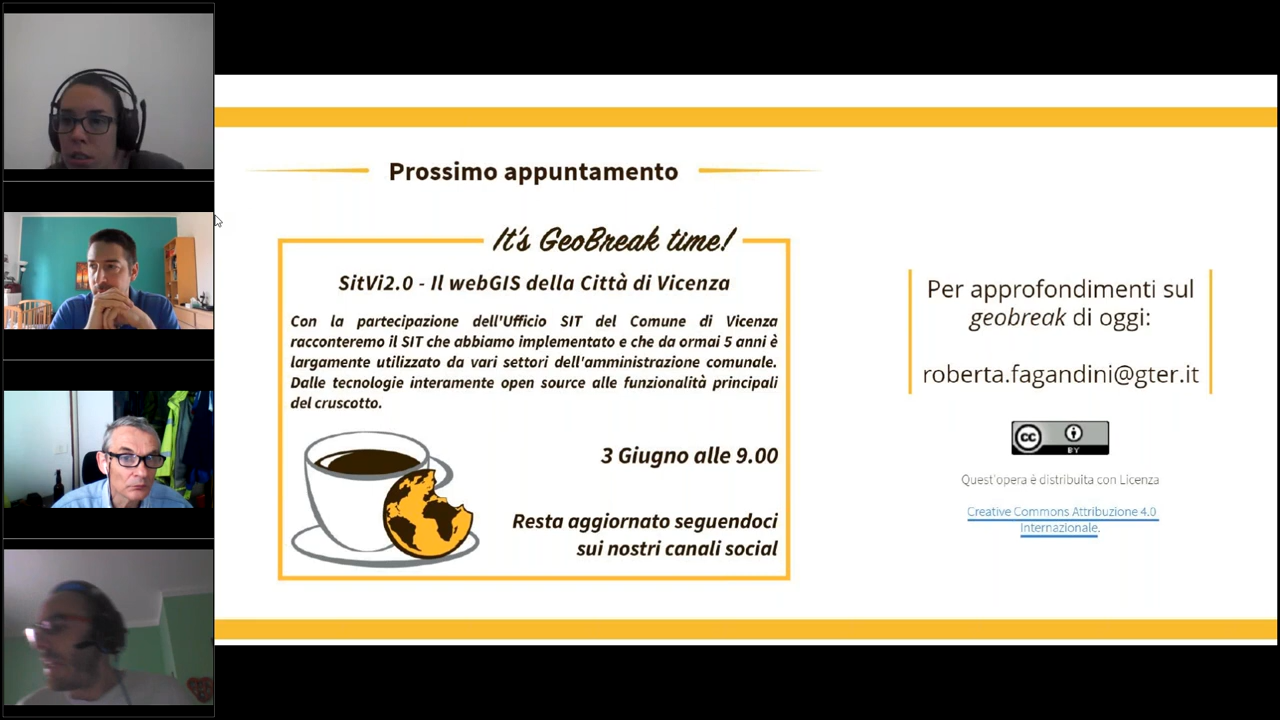 Prossimo appuntamento
It's GeoBreak time!
SitVi2.0 - Il webGIS della Città di Vicenza
Con la partecipazione dell'Ufficio SIT del Comune di Vicenza
racconteremo il SIT che abbiamo implementato e che da ormai 5 anni è
largamente utilizzato da vari settori dell'amministrazione comunale.
Dalle tecnologie interamente open source alle funzionalità principali
del cruscotto.
3 Giugno alle 9.00
Resta aggiornato seguendoci
sui nostri canali social
Per approfondimenti sul
geobreak di oggi:
roberta.fagandini@gter.it
cc
BY
Quest'opera è distribuita con Licenza
Creative Commons Attribuzione 4.0
Internazionale.